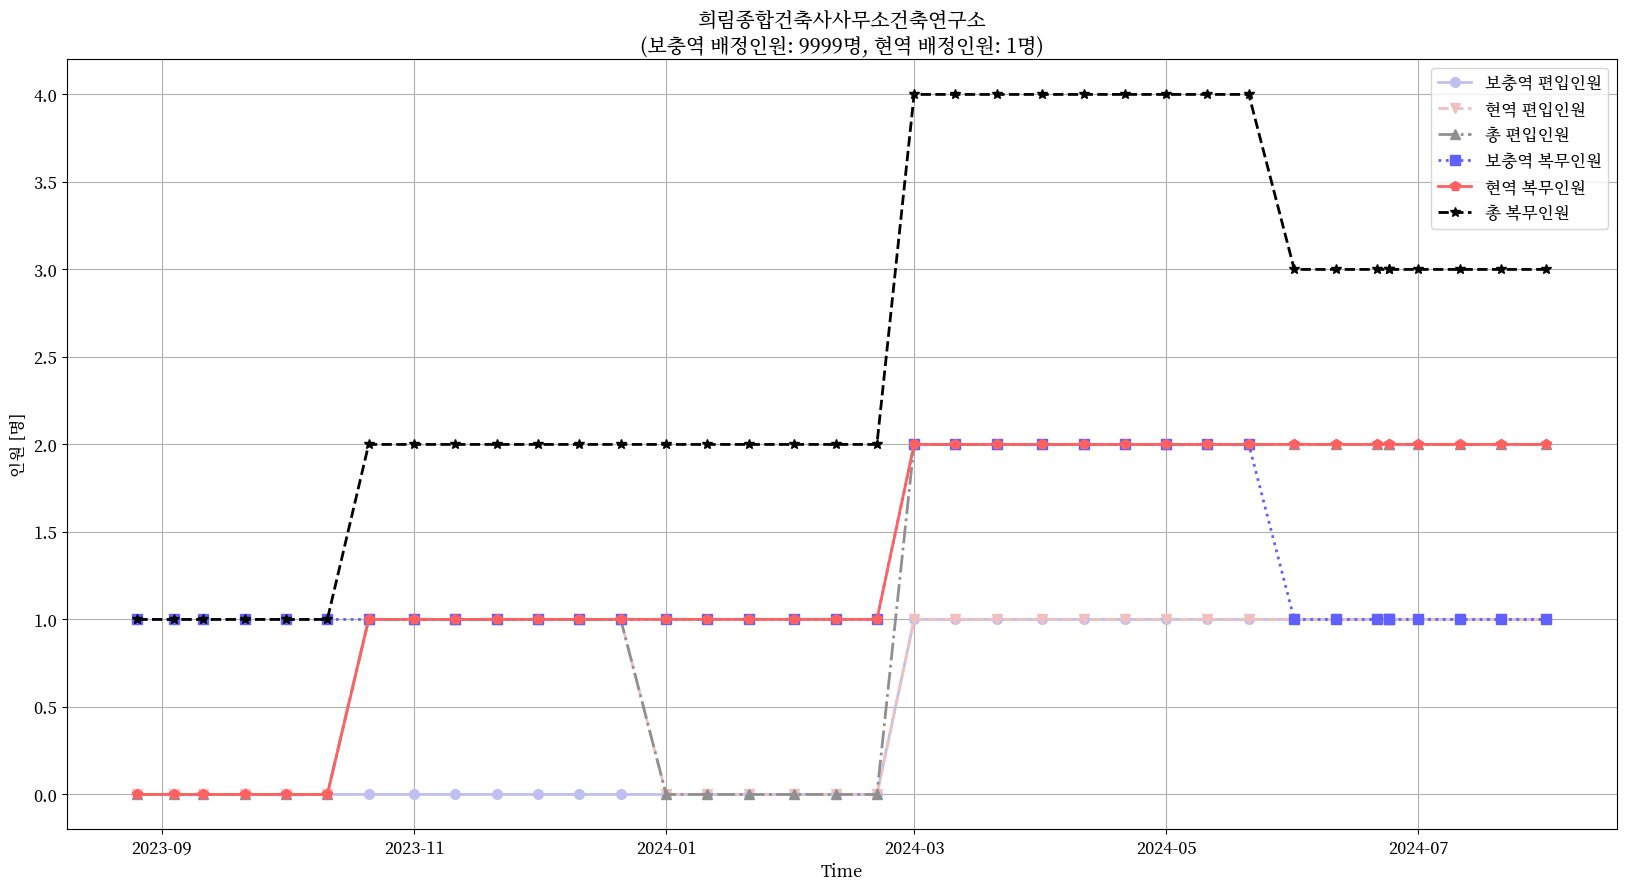 희림종합건축사사무소건축연구소
(보충역 배정인원: 9999명, 현역 배정인원: 1명)
보충역 편입인원
현역 편입인원
총 편입인원
보충역 복무인원
현역 복무인원
총 복무인원
인원 [명]
4.0
3.5
3.0
2.5
2.0
1.5
1.0
0.5
0.0
2023-09
2023-11
2024-01
2024-03
2024-05
2024-07
Time